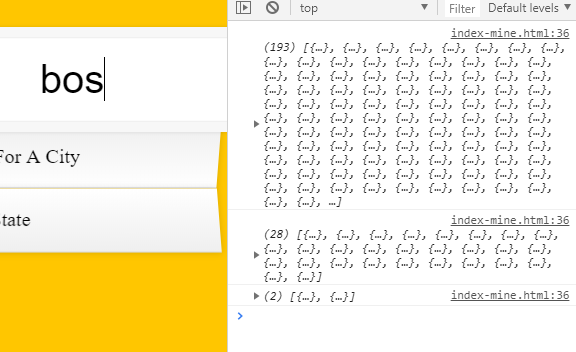 top
Filter
Default levels
bos
For A City
tate
index-mine.html:36
(193) [{…}, {…}, {…}, {…}, {…}, {…}, {…}, {…},
{…}, {…}, {…}, {…}, {…}, {…}, {…}, {…}, {…},
{…}, {…}, {…}, {…}, {…}, {…}, {…}, {…}, {…},
{…}, {…}, {…}, {…}, {…}, {…}, {…}, {…}, {…},
{…}, {…}, {…}, {…}, {…}, {…}, {…}, {…}, {…},
{…}, {…}, {…}, {…}, {…}, {…}, {…}, {…}, {…},
{…}, {…}, {…}, {…}, {…}, {…}, {…}, {…}, {…},
{…}, {…}, {…}, {…}, {…}, {…}, {…}, {…}, {…},
{…}, {…}, {…}, {…}, {…}, {…}, {…}, {…}, {…},
{…}, {…}, {…}, {…}, {…}, {…}, {…}, {…}, {…},
{…}, {…}, {…}, {…}, {…}, {…}, {…}, {…}, {…},
{…}, {…}, …]
index-mine.html:36
(28) [{…}, {…}, {…}, {…}, {…}, {…}, {…}, {…},
{…}, {…}, {…}, {…}, {…}, {…}, {…}, {…}, {…},
{…}, {…}, {…}, {…}, {…}, {…}, {…}, {…}, {…},
{…}, {…}]
(2) [{…}, {…}]
index-mine.html:36